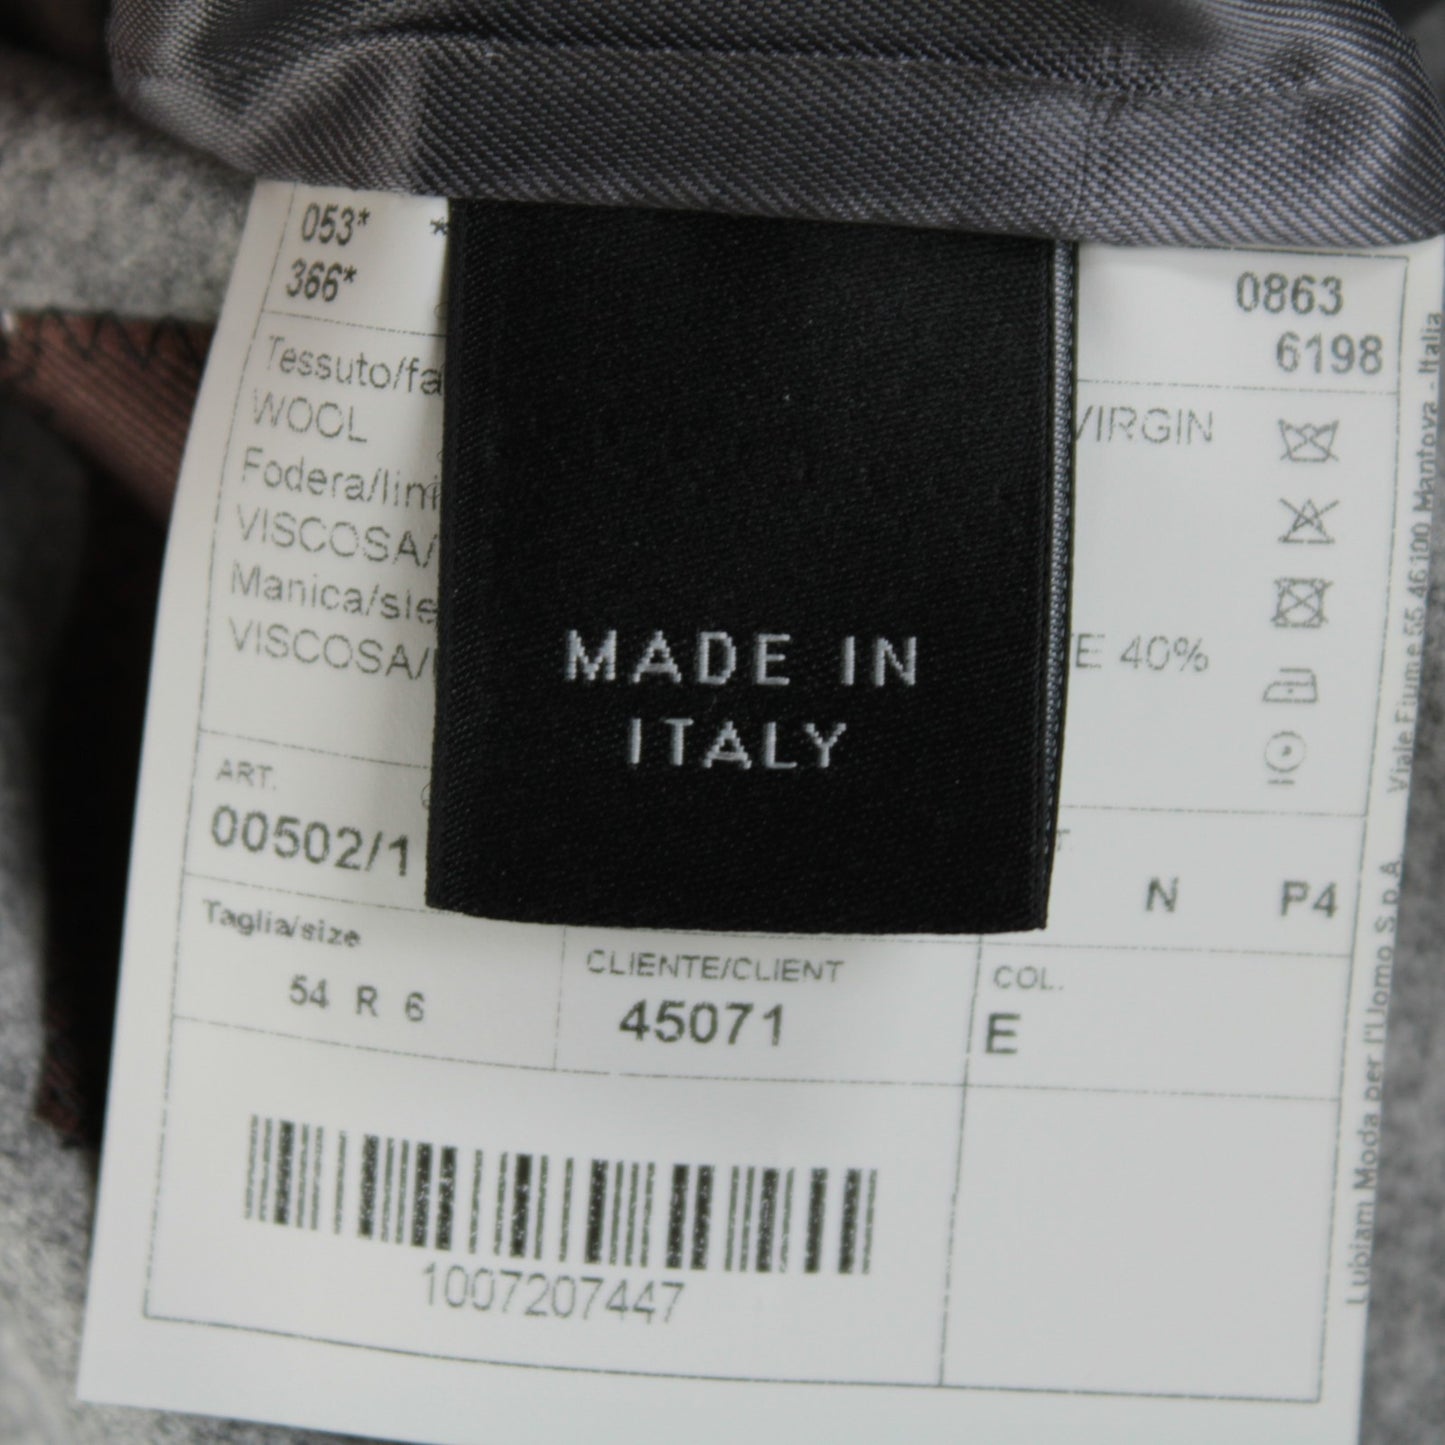 053* *
0863
366*
6198
Tessuto/fa
WOOL
VIRGIN
Fodera/lini
VISCOSA/
Manica/sle
VISCOSA/
E 40%
MADE IN
ITALY
ART.
00502/1
N P4
Taglia/size
54 R 6
CLIENTE/CLIENT
45071
COL.
E
1007207447
Lubiam Moda per l'Uomo S.p.A. Viale Fiume 55 46100 Mantova - Italia